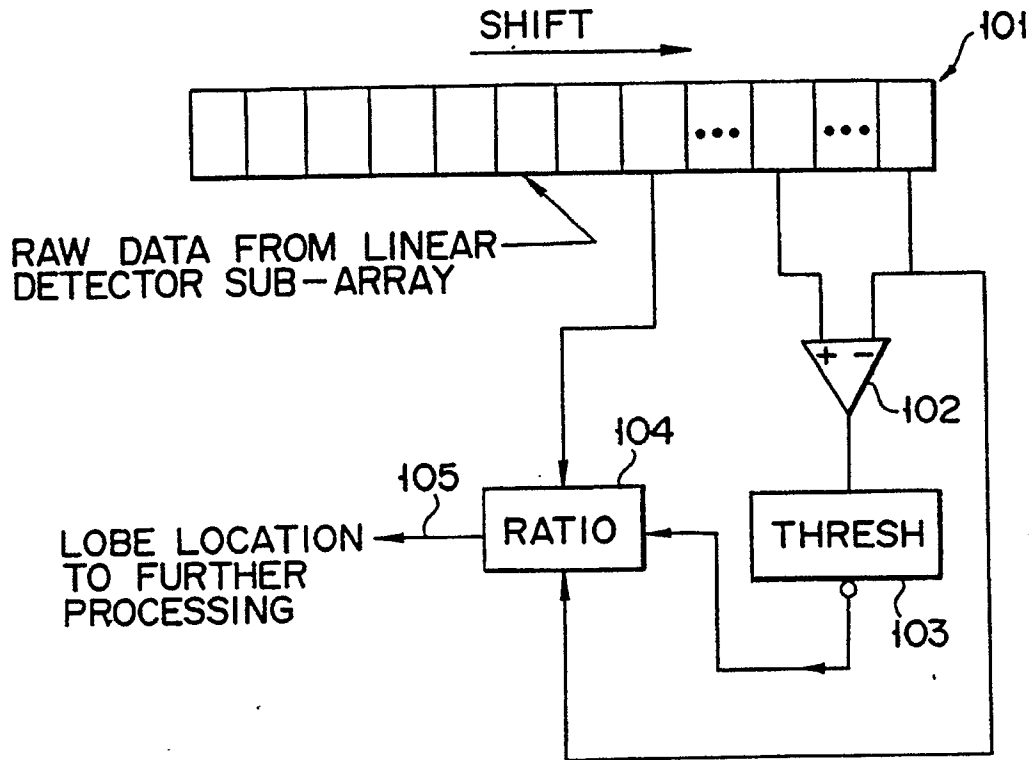 SHIFT
101
••• •••
RAW DATA FROM LINEAR
DETECTOR SUB-ARRAY
+ −
102
104
105
RATIO
THRESH
LOBE LOCATION
TO FURTHER
PROCESSING
103